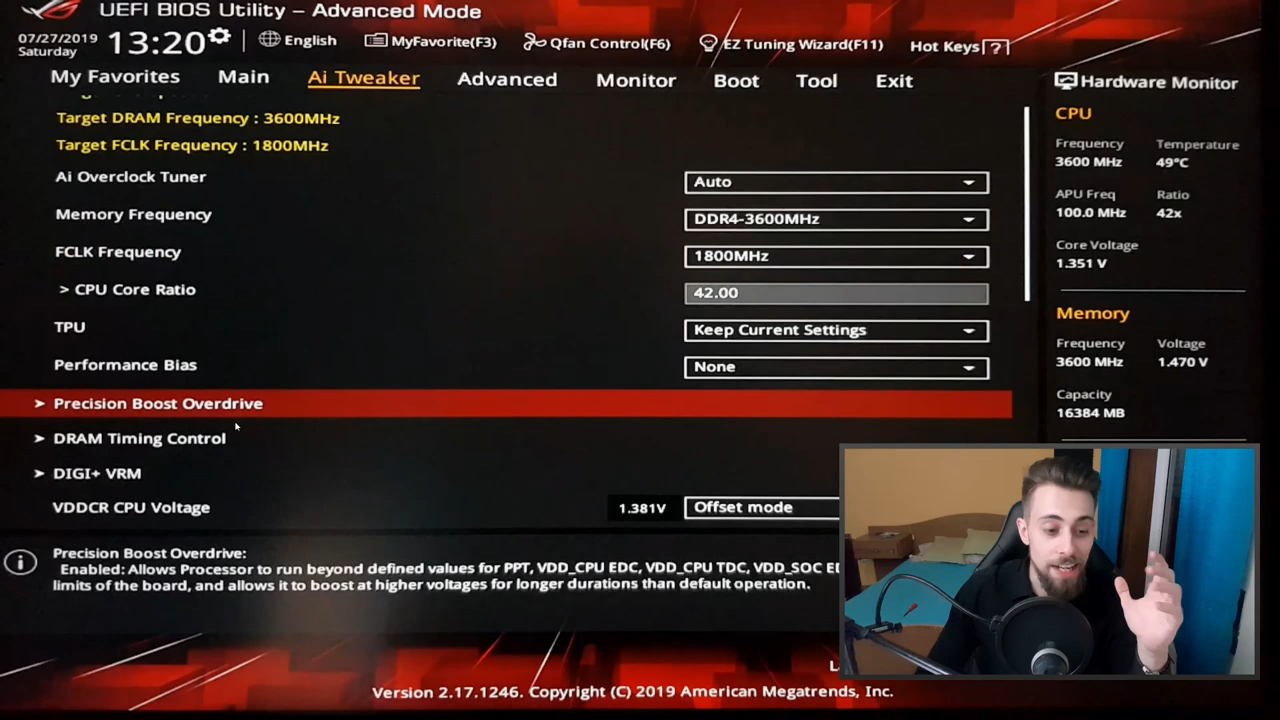 UEFI BIOS Utility – Advanced Mode
07/27/2019
Saturday
13:20
English
MyFavorite(F3)
Qfan Control(F6)
EZ Tuning Wizard(F11)
Hot Keys
?
My Favorites
Main
Ai Tweaker
Advanced
Monitor
Boot
Tool
Exit
Hardware Monitor
Target DRAM Frequency : 3600MHz
Target FCLK Frequency : 1800MHz
Ai Overclock Tuner
Auto
Memory Frequency
DDR4-3600MHz
FCLK Frequency
1800MHz
> CPU Core Ratio
42.00
TPU
Keep Current Settings
Performance Bias
None
Precision Boost Overdrive
DRAM Timing Control
DIGI+ VRM
VDDCR CPU Voltage
1.381V
Offset mode
CPU
Frequency
Temperature
3600 MHz
49°C
APU Freq
Ratio
100.0 MHz
42x
Core Voltage
1.351 V
Memory
Frequency
Voltage
3600 MHz
1.470 V
Capacity
16384 MB
Precision Boost Overdrive:
Enabled: Allows Processor to run beyond defined values for PPT, VDD_CPU EDC, VDD_CPU TDC, VDD_SOC
limits of the board, and allows it to boost at higher voltages for longer durations than default operation.
Version 2.17.1246. Copyright (C) 2019 American Megatrends, Inc.